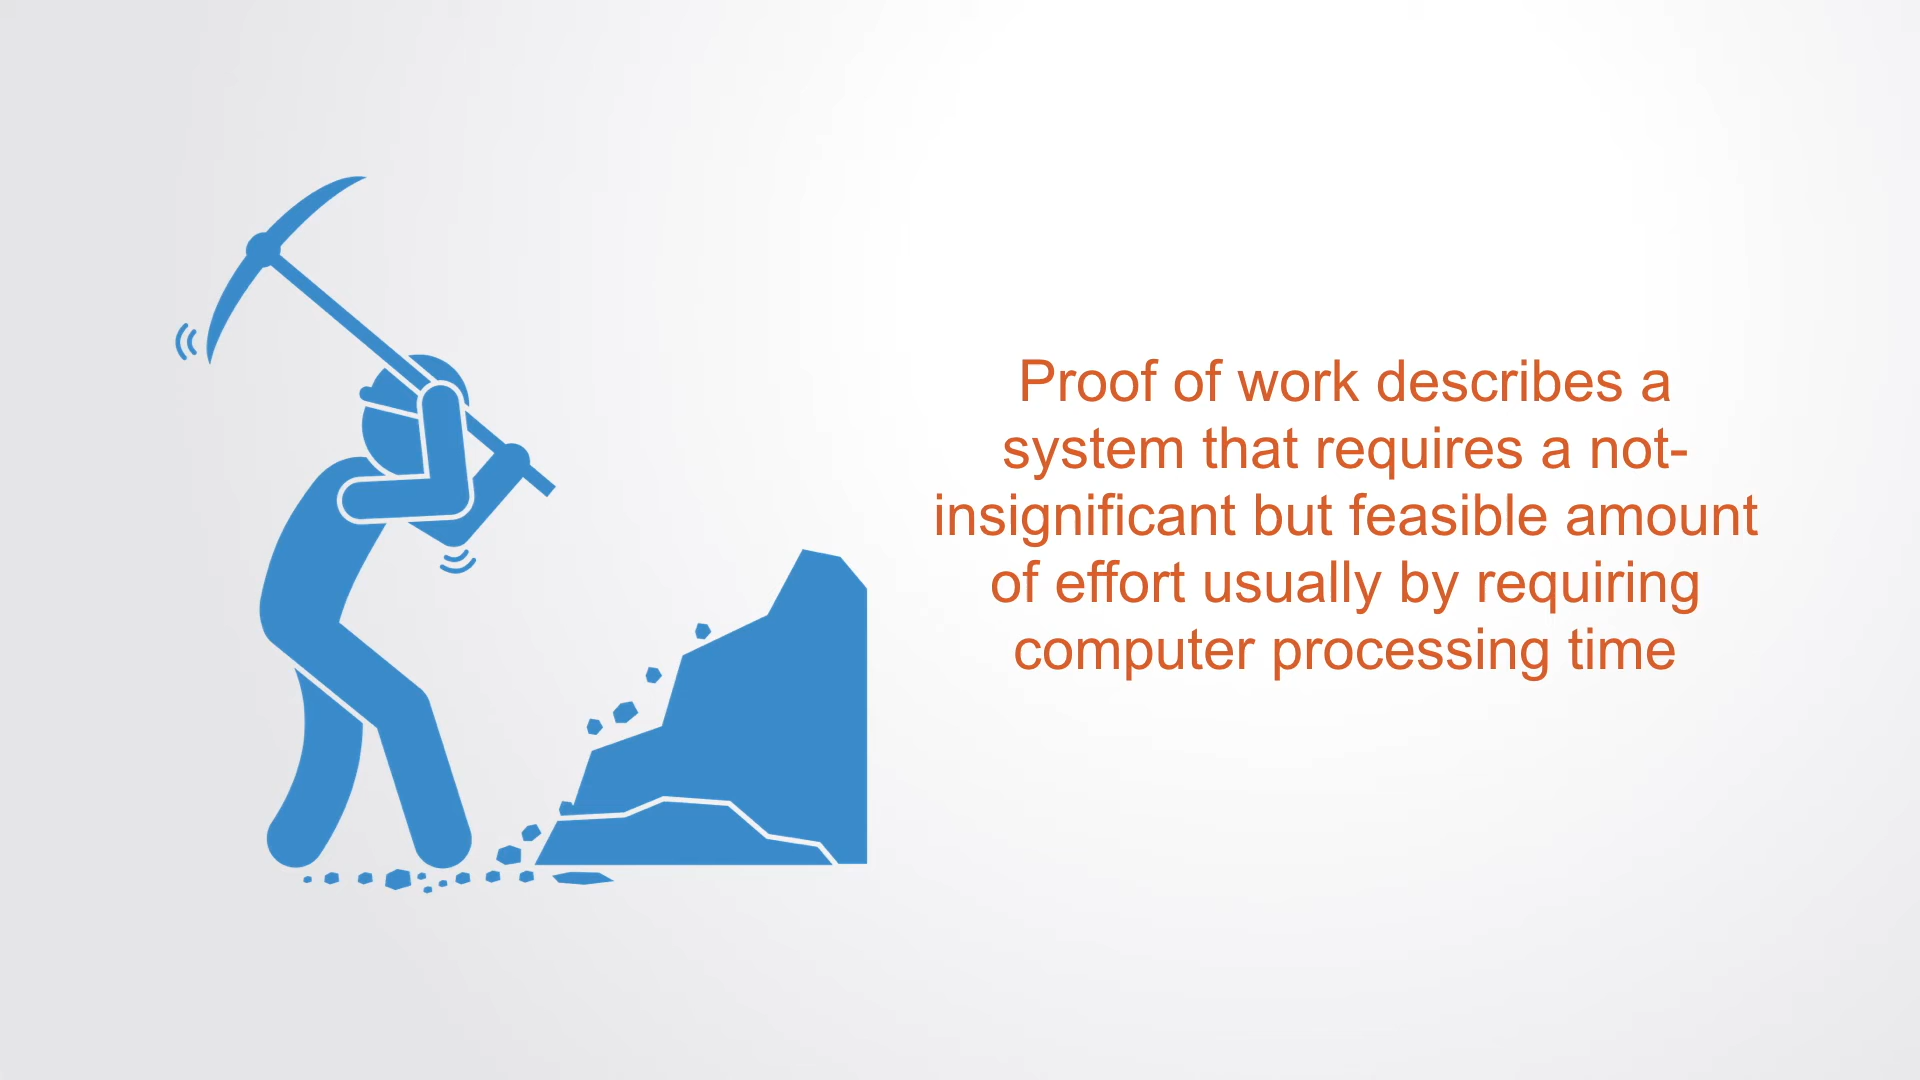 Proof of work describes a
system that requires a not-
insignificant but feasible amount
of effort usually by requiring
computer processing time